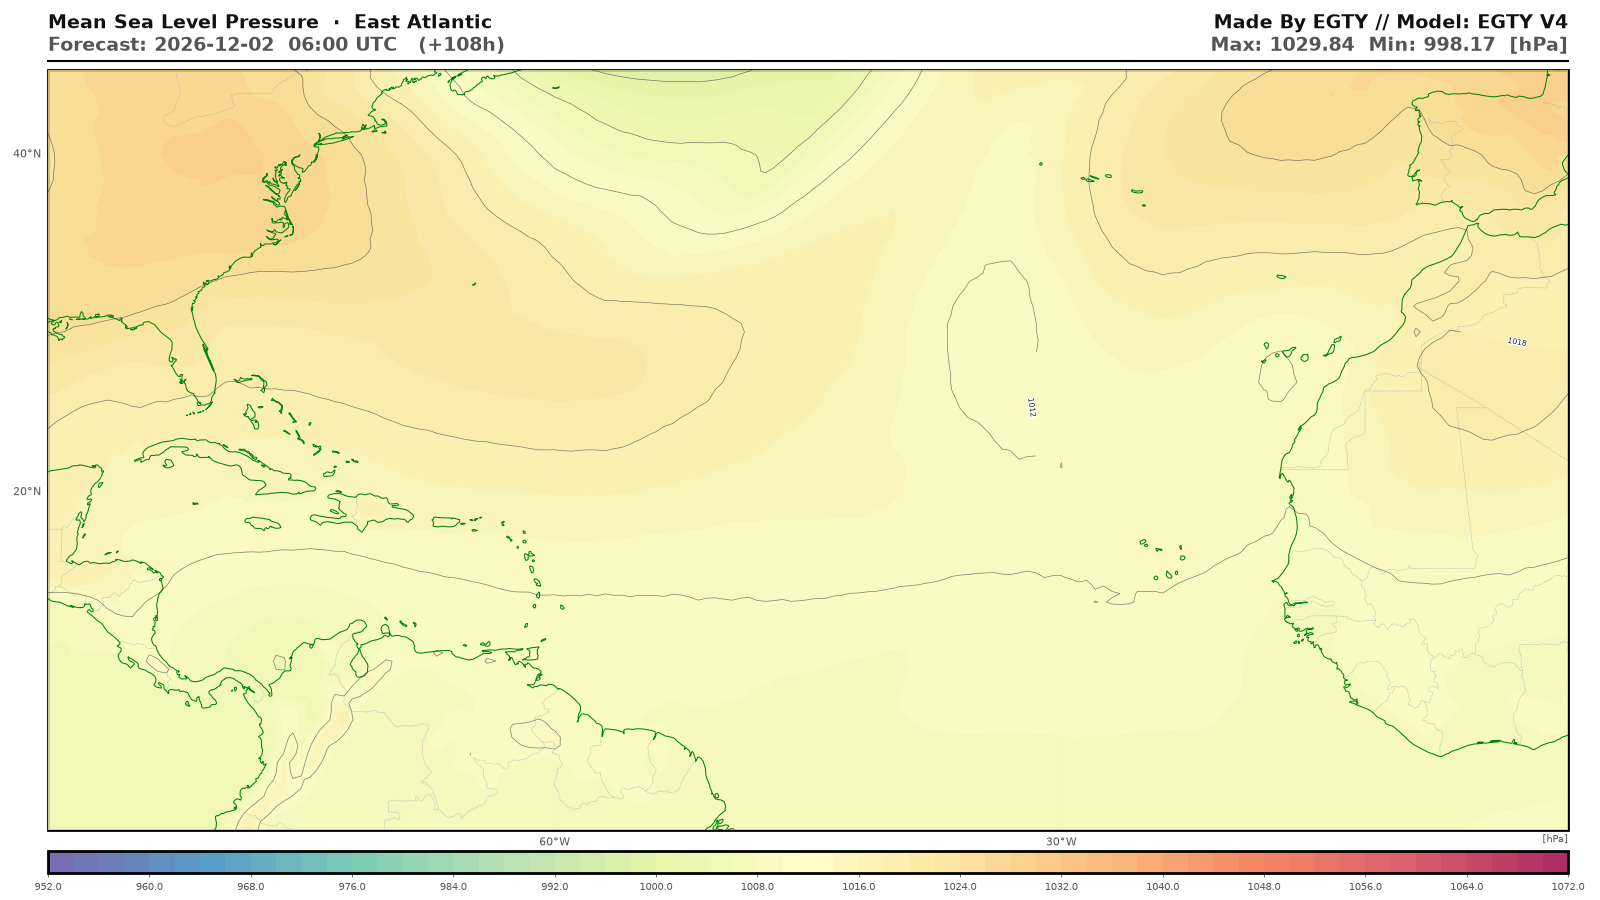 Mean Sea Level Pressure · East Atlantic
Made By EGTY // Model: EGTY V4
Forecast: 2026-12-02 06:00 UTC (+108h)
Max: 1029.84 Min: 998.17 [hPa]
40°N
1018
1012
20°N
60°W
30°W
[hPa]
952.0 960.0 968.0 976.0 984.0 992.0 1000.0 1008.0 1016.0 1024.0 1032.0 1040.0 1048.0 1056.0 1064.0 1072.0